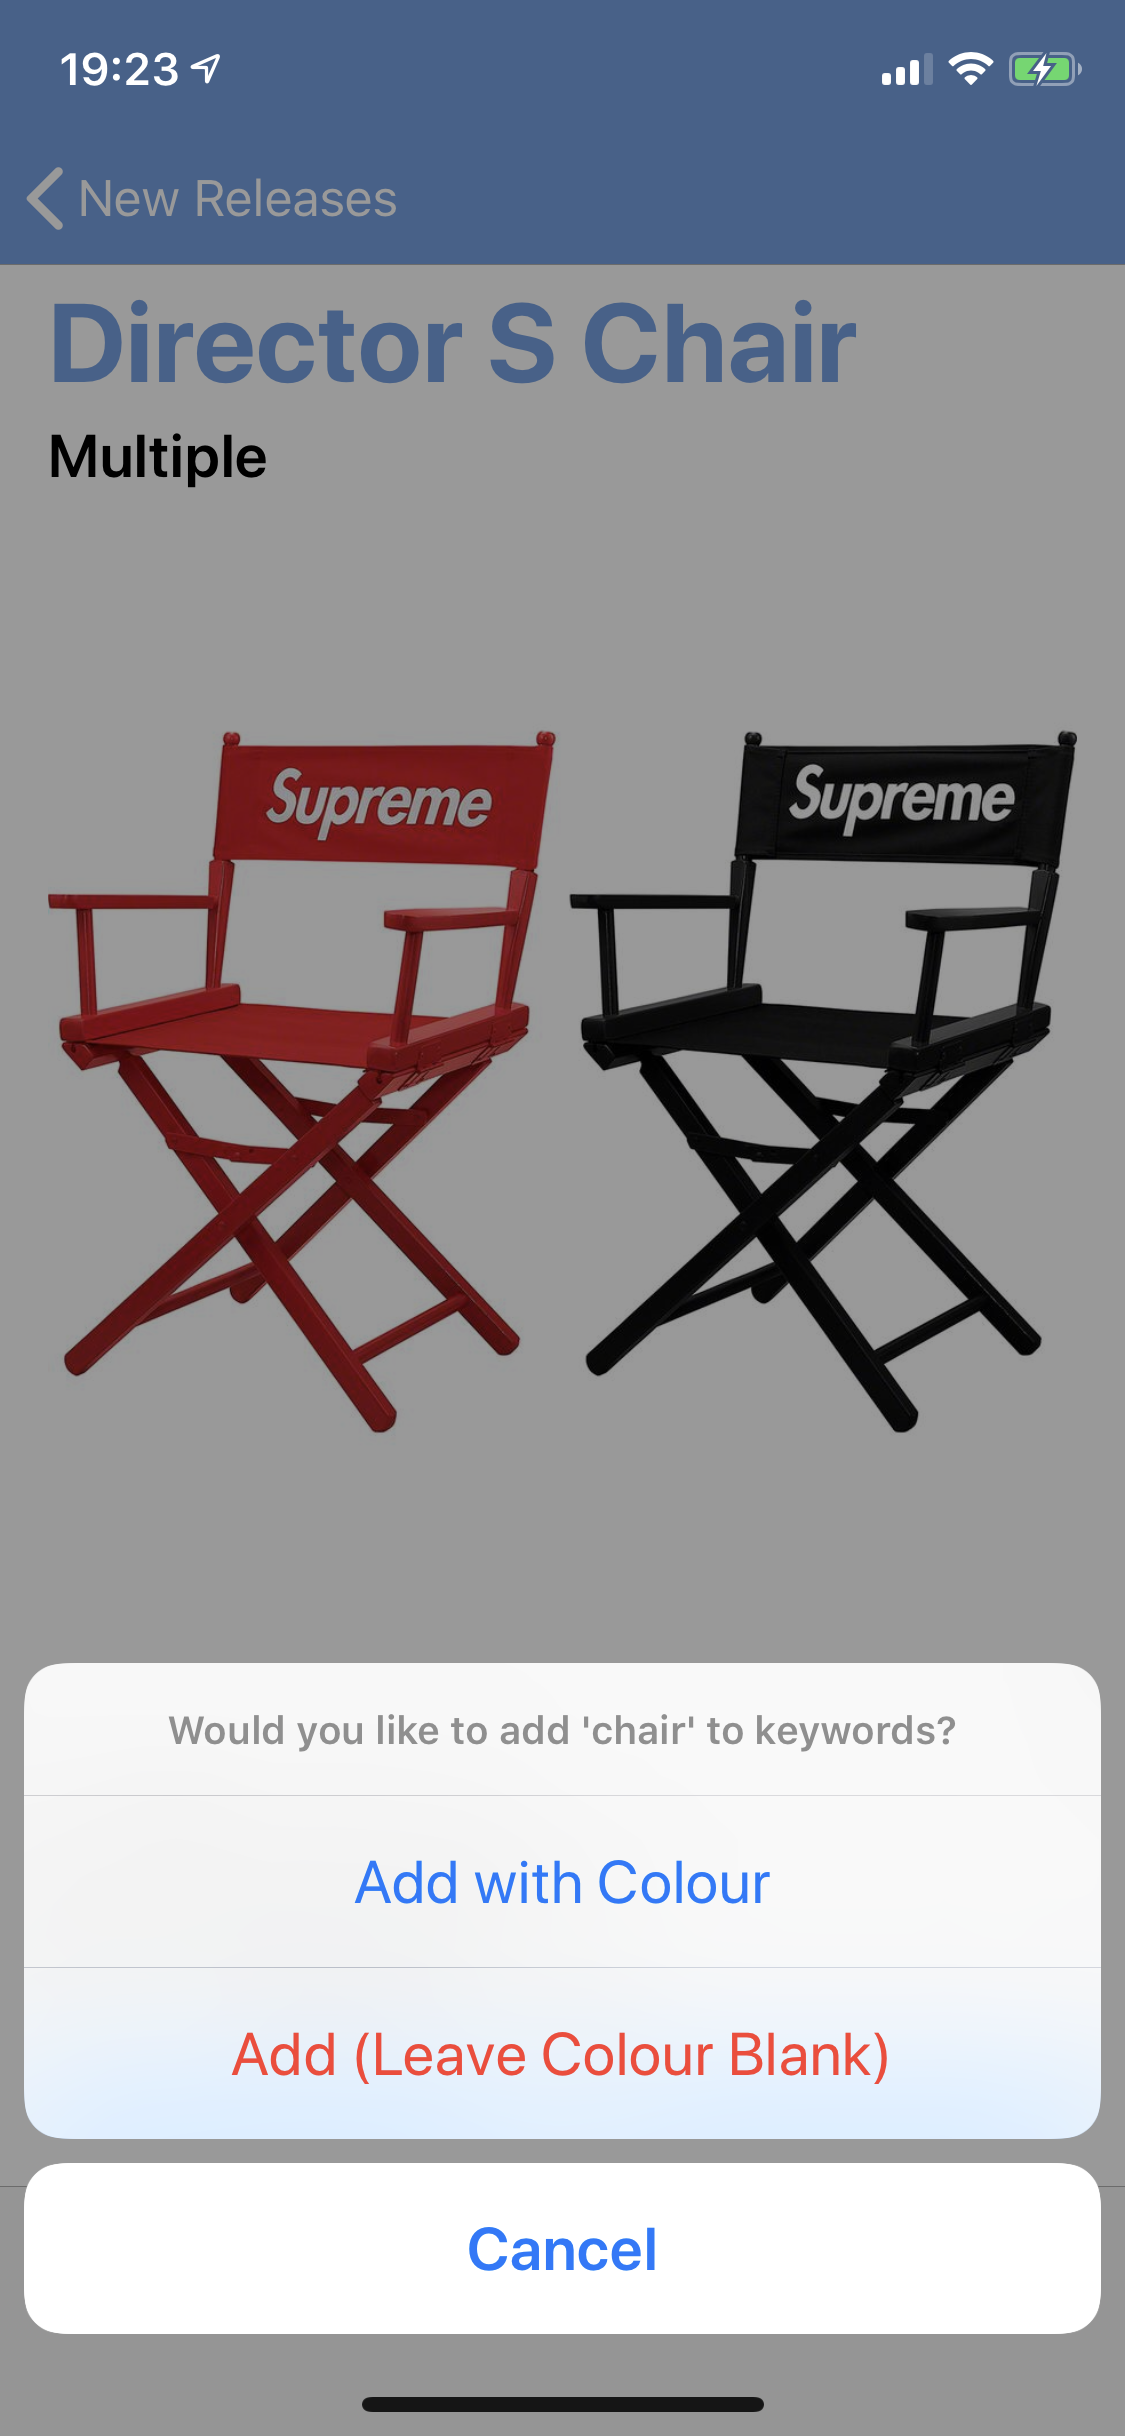 19:23
New Releases
Director S Chair
Multiple
Supreme
Supreme
Would you like to add 'chair' to keywords?
Add with Colour
Add (Leave Colour Blank)
Cancel